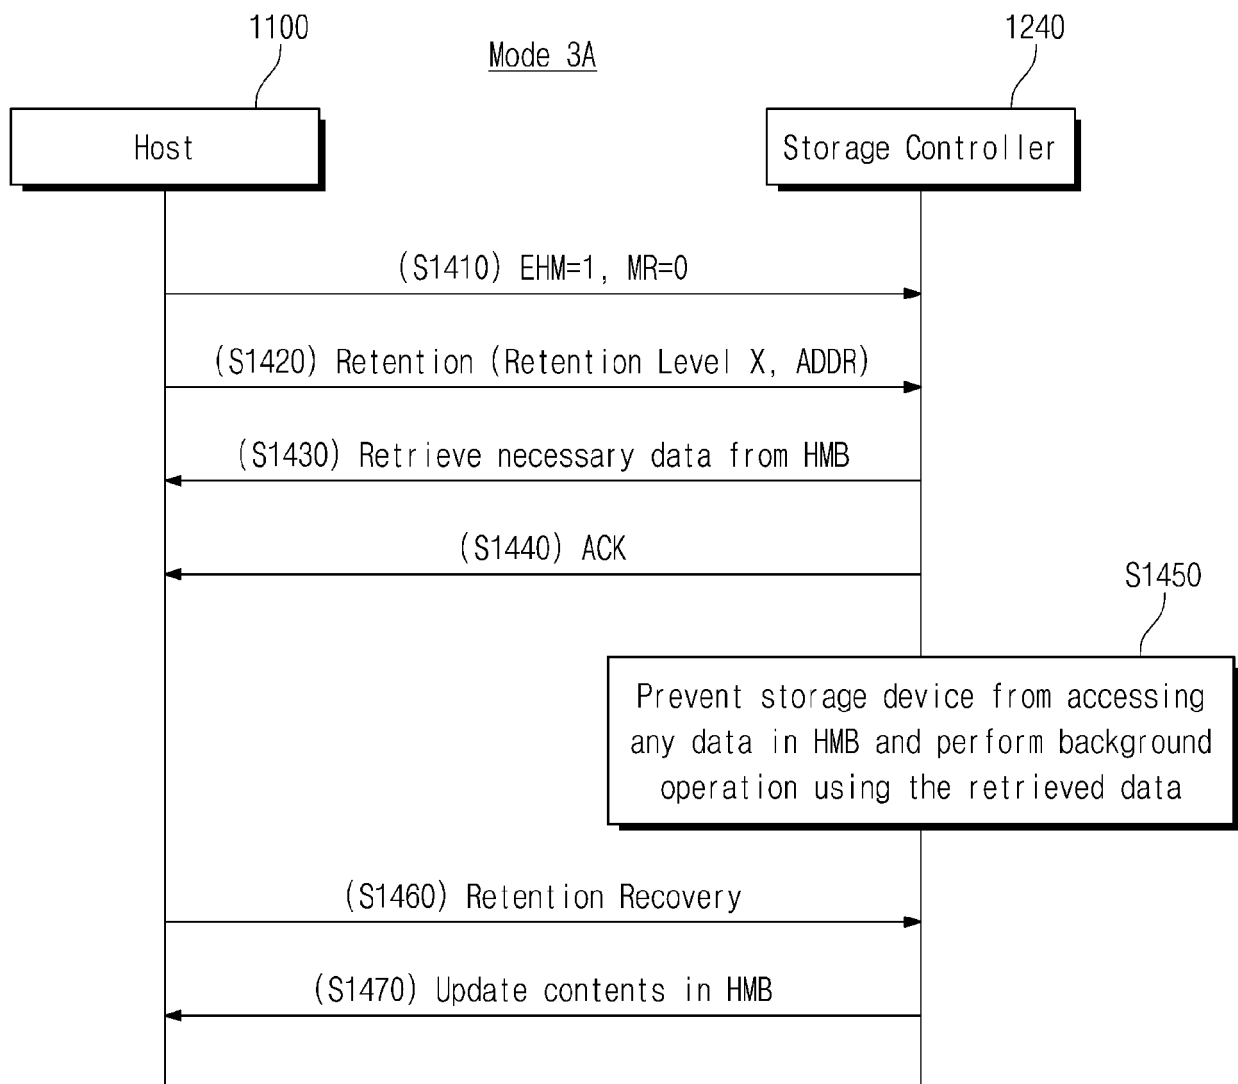 1100
1240
Mode 3A
Host
Storage Controller
(S1410) EHM=1, MR=0
(S1420) Retention (Retention Level X, ADDR)
(S1430) Retrieve necessary data from HMB
(S1440) ACK
S1450
Prevent storage device from accessing
any data in HMB and perform background
operation using the retrieved data
(S1460) Retention Recovery
(S1470) Update contents in HMB